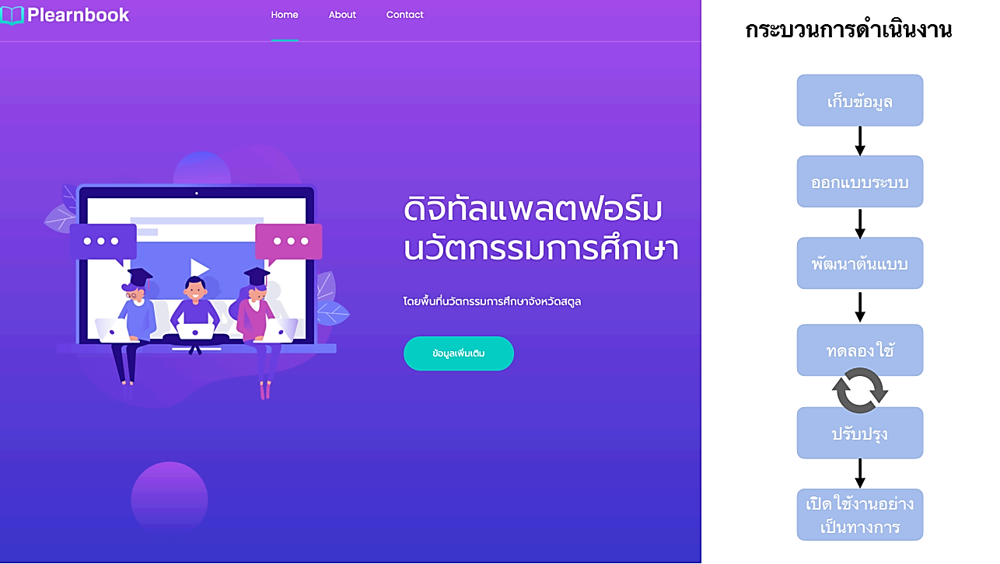 Plearnbook
Home About Contact
ดิจิทัลแพลตฟอร์ม
นวัตกรรมการศึกษา
โดยพื้นที่นวัตกรรมการศึกษาจังหวัดสตูล
ข้อมูลเพิ่มเติม
กระบวนการดำเนินงาน
เก็บข้อมูล
ออกแบบระบบ
พัฒนาต้นแบบ
ทดลองใช้
ปรับปรุง
เปิดใช้งานอย่าง
เป็นทางการ